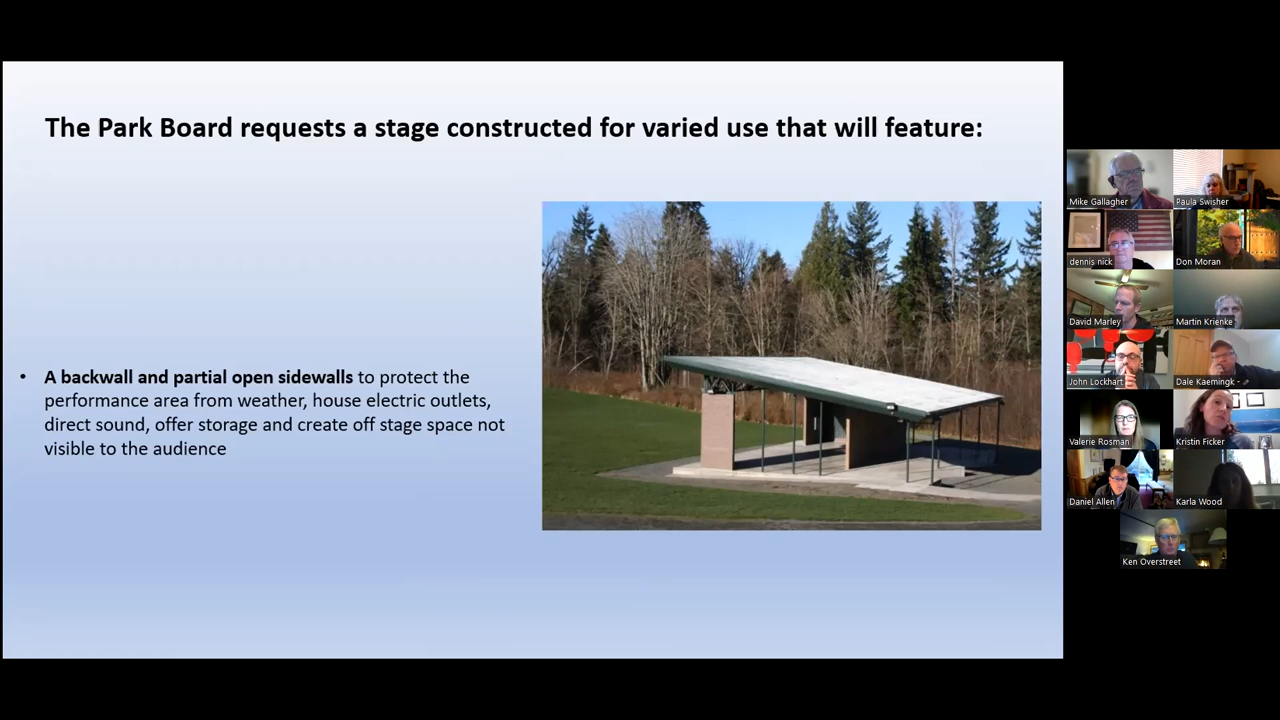 The Park Board requests a stage constructed for varied use that will feature:
• A backwall and partial open sidewalls to protect the
performance area from weather, house electric outlets,
direct sound, offer storage and create off stage space not
visible to the audience
Mike Gallagher
Paula Swisher
dennis nick
Don Moran
David Marley
Martin Krienke
John Lockhart
Dale Kaemingk -
Valerie Rosman
Kristin Ficker
Daniel Allen
Karla Wood
Ken Overstreet